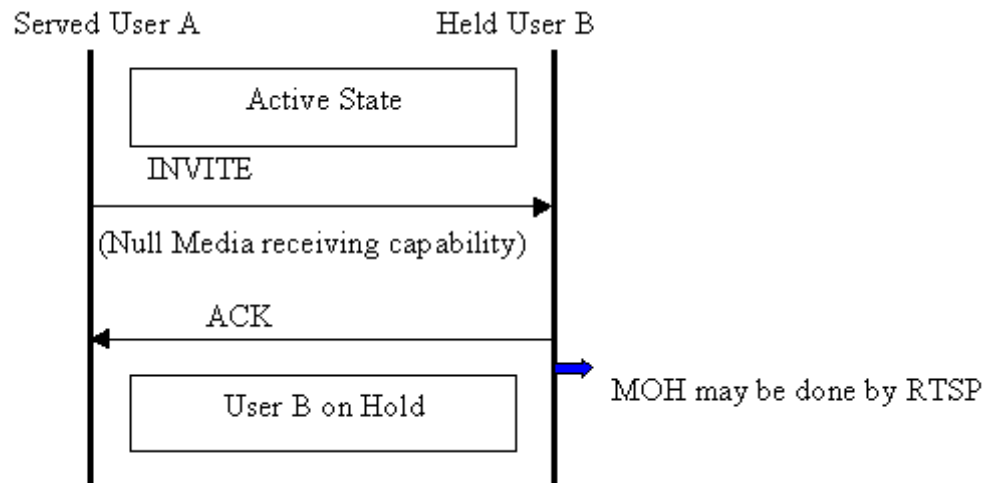 Served User A
Held User B
Active State
INVITE
(Null Media receiving capability)
ACK
User B on Hold
MOH may be done by RTSP